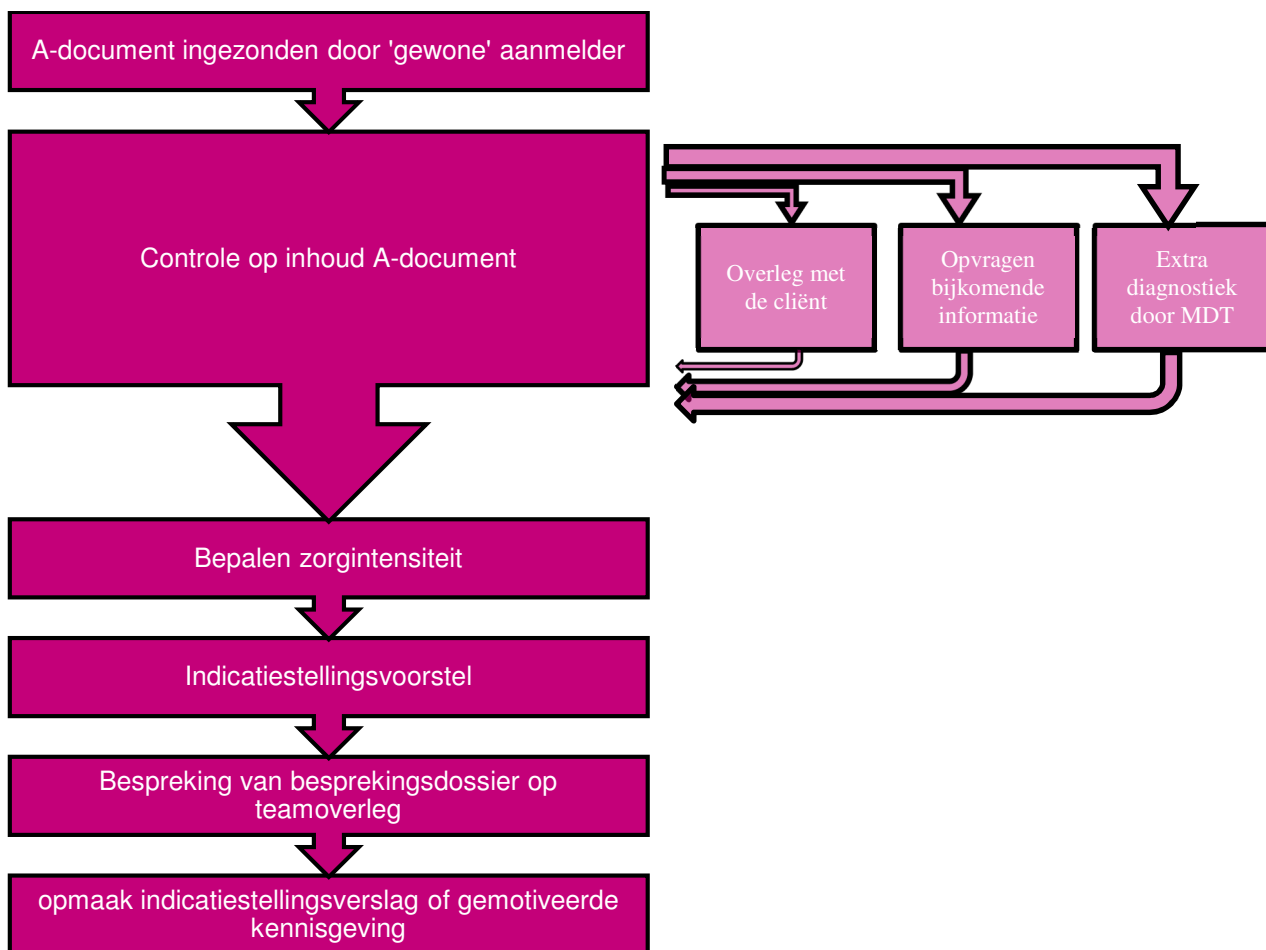 A-document ingezonden door 'gewone' aanmelder
Controle op inhoud A-document
Overleg met
de cliënt
Opvragen
bijkomende
informatie
Extra
diagnostiek
door MDT
Bepalen zorgintensiteit
Indicatiestellingsvoorstel
Bespreking van besprekingsdossier op
teamoverleg
opmaak indicatiestellingsverslag of gemotiveerde
kennisgeving